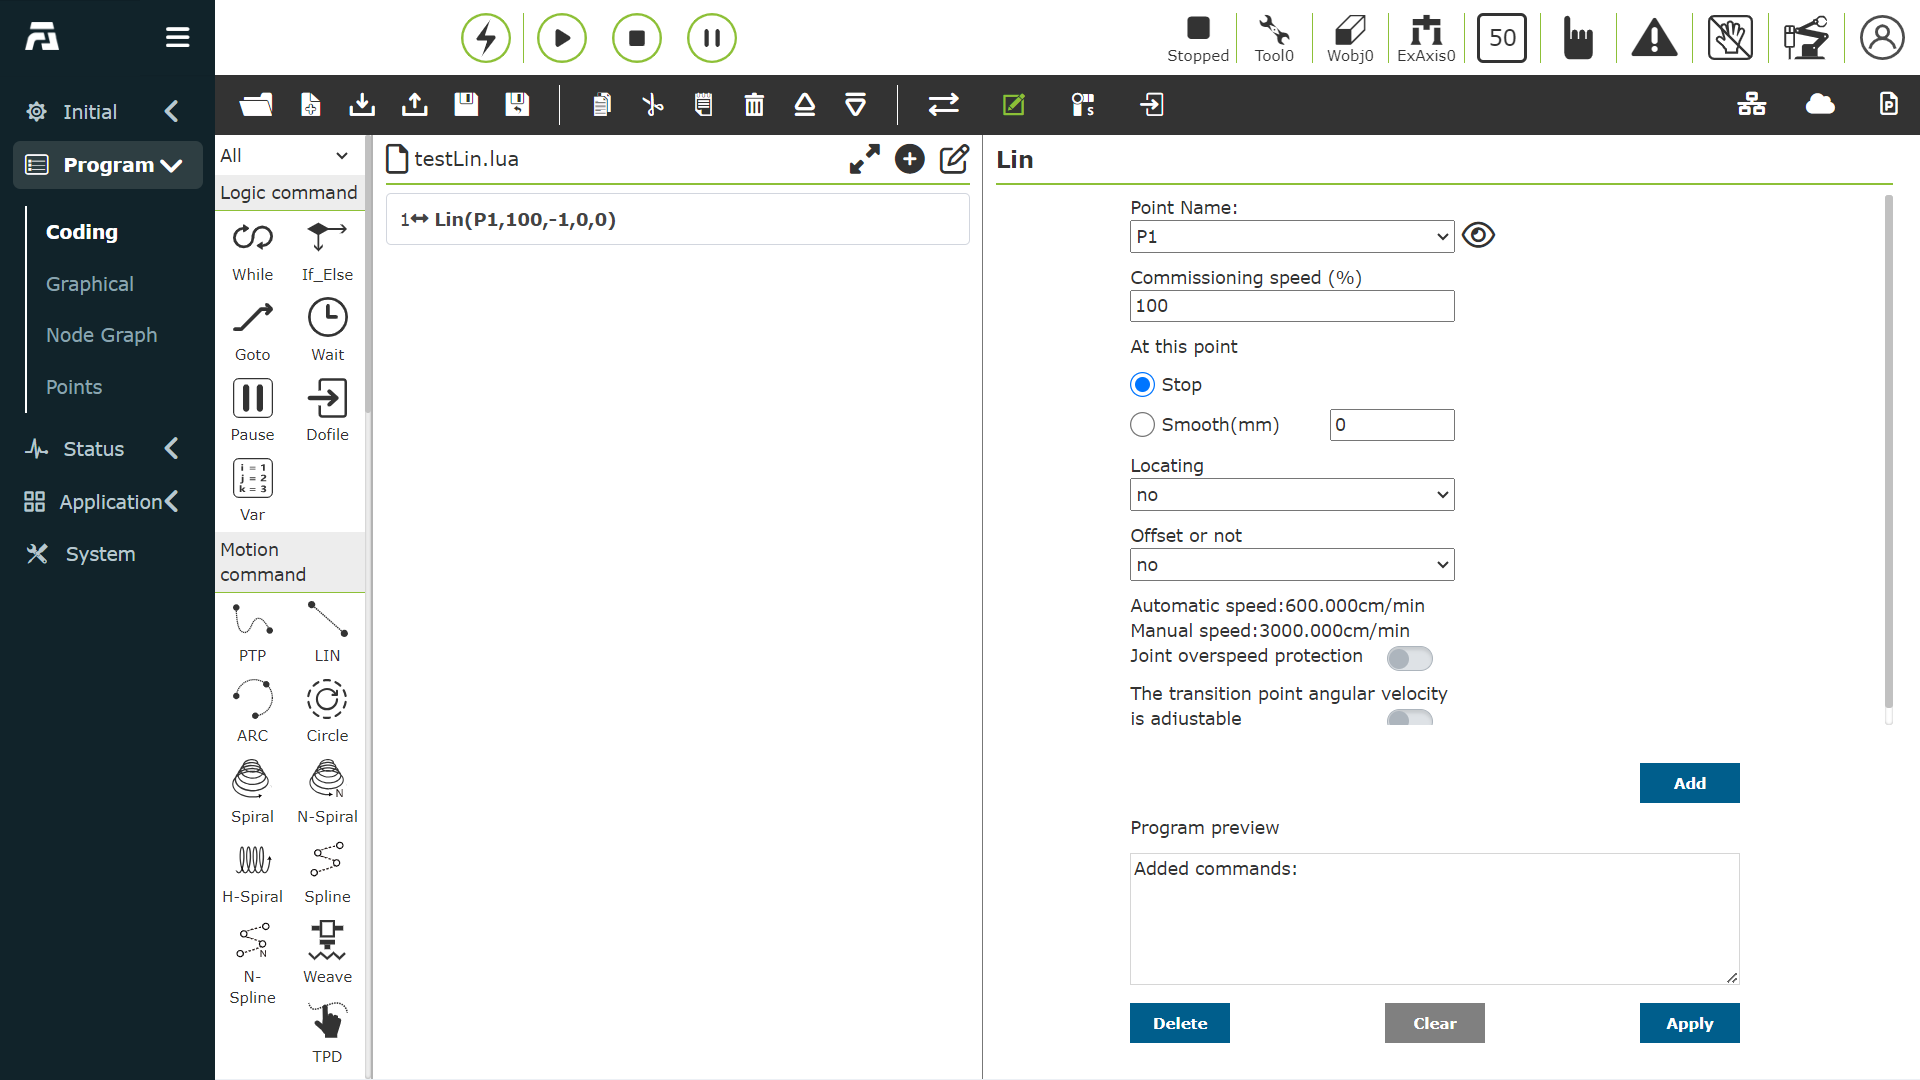 Stopped
Tool0
Wobj0
ExAxis0
50
Initial
Program
Coding
Graphical
Node Graph
Points
Status
Application
System
All
Logic command
While
If_Else
Goto
Wait
Pause
Dofile
i = 1
j = 2
k = 3
Var
Motion
command
PTP
LIN
ARC
Circle
Spiral
N
N-Spiral
H-Spiral
Spline
N
N-
Spline
Weave
TPD
testLin.lua
1 Lin(P1,100,-1,0,0)
S
P
Lin
Point Name:
P1
Commissioning speed (%)
100
At this point
Stop
Smooth(mm)
0
Locating
no
Offset or not
no
Automatic speed:600.000cm/min
Manual speed:3000.000cm/min
Joint overspeed protection
The transition point angular velocity
is adjustable
Add
Program preview
Added commands:
Delete
Clear
Apply